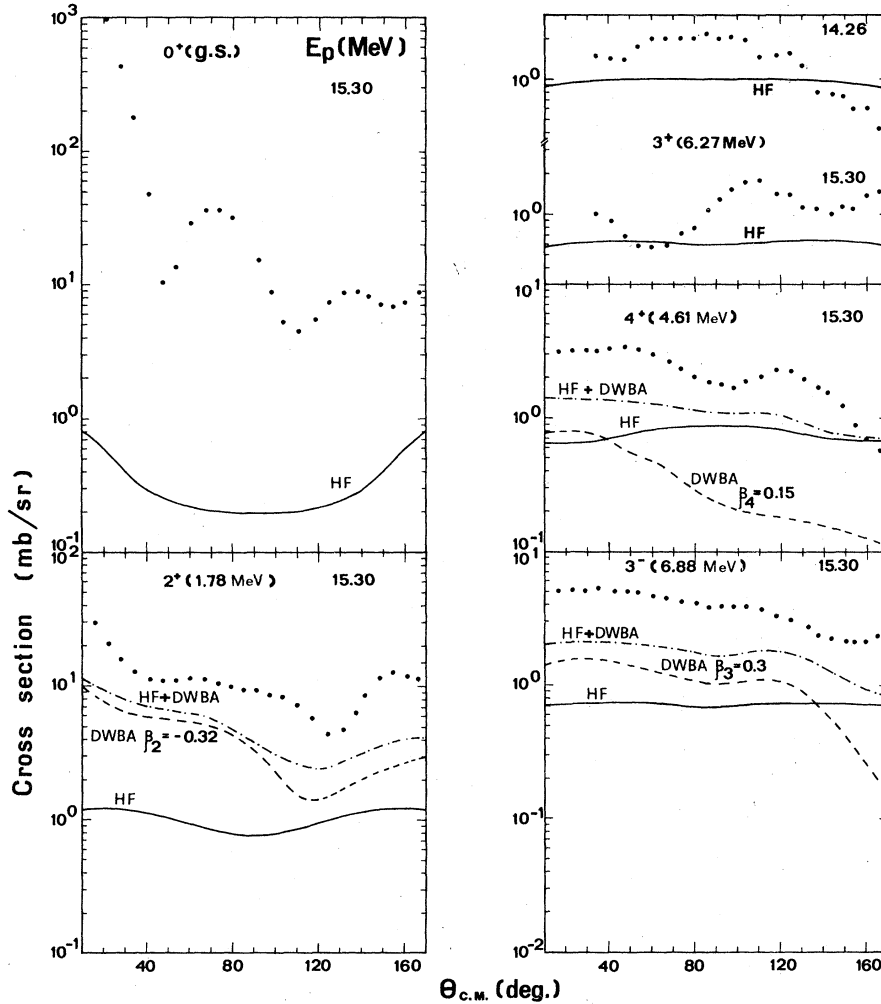 Cross section (mb/sr)
10³
10²
10¹
10⁰
10²
10¹
10⁰
10⁻¹
0⁺(g.s.)
Eₚ(MeV)
15.30
HF
2⁺(1.78 MeV)
15.30
HF+DWBA
DWBA β₂=-0.32
HF
40
80
120
160
14.26
10⁰
HF
3⁺(6.27MeV)
15.30
10⁰
HF
10¹
4⁺(4.61 MeV)
15.30
HF + DWBA
10⁰
HF
DWBA
β₄=0.15
10⁻¹
10¹
3⁻(6.88 MeV)
15.30
HF+DWBA
DWBA β₃=0.3
10⁰
HF
10⁻¹
10⁻²
40
80
120
160
θC.M.(deg.)